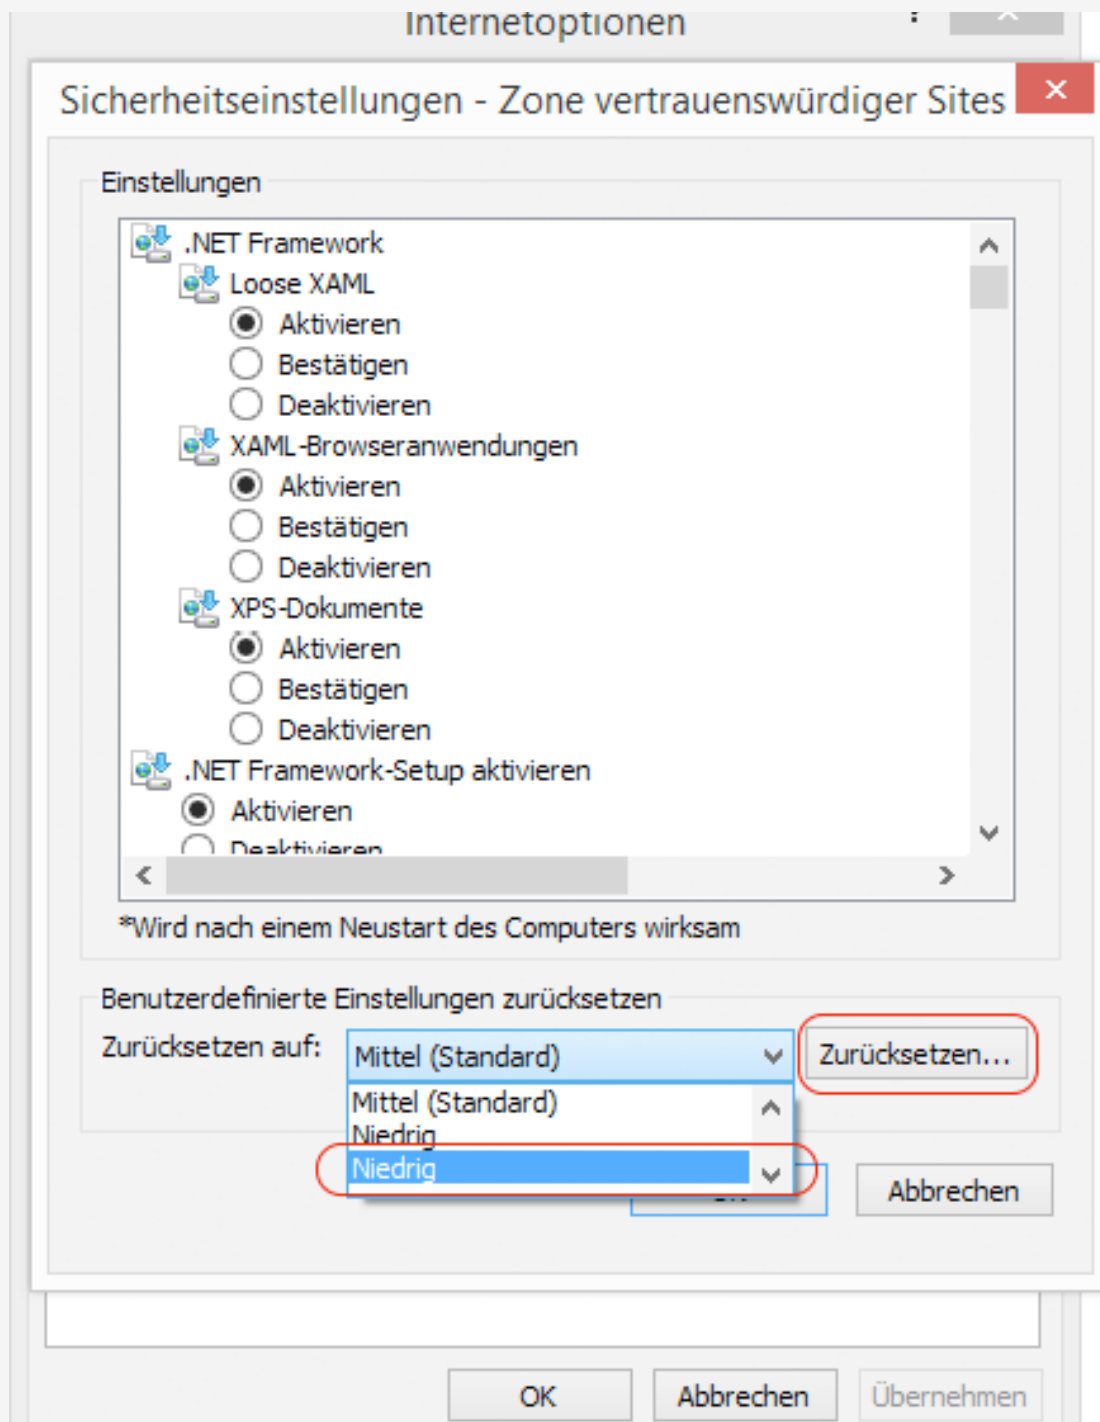 Internetoptionen
Sicherheitseinstellungen - Zone vertrauenswürdiger Sites
Einstellungen
.NET Framework
Loose XAML
Aktivieren
Bestätigen
Deaktivieren
XAML-Browseranwendungen
Aktivieren
Bestätigen
Deaktivieren
XPS-Dokumente
Aktivieren
Bestätigen
Deaktivieren
.NET Framework-Setup aktivieren
Aktivieren
Deaktivieren
*Wird nach einem Neustart des Computers wirksam
Benutzerdefinierte Einstellungen zurücksetzen
Zurücksetzen auf: Mittel (Standard) Zurücksetzen...
Mittel (Standard)
Niedrig
Niedrig
Abbrechen
OK Abbrechen Übernehmen